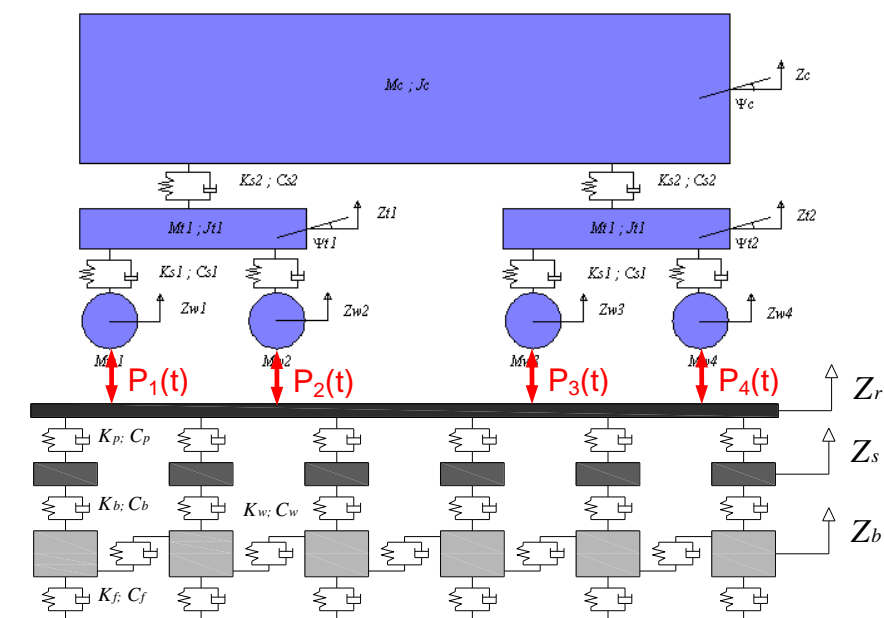 Mc ; Jc
Zc
Ψc
Ks2 ; Cs2
Ks2 ; Cs2
Mt1 ; Jt1
Zt1
Ψt1
Mt1 ; Jt1
Zt2
Ψt2
Ks1 ; Cs1
Ks1 ; Cs1
Zw1
Zw2
Zw3
Zw4
P1(t)
P2(t)
P3(t)
P4(t)
Zr
Kp; Cp
Zs
Kb; Cb
Kw; Cw
Zb
Kf; Cf